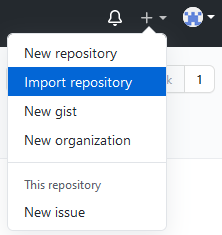 New repository
Import repository
k 1
New gist
New organization
This repository
New issue